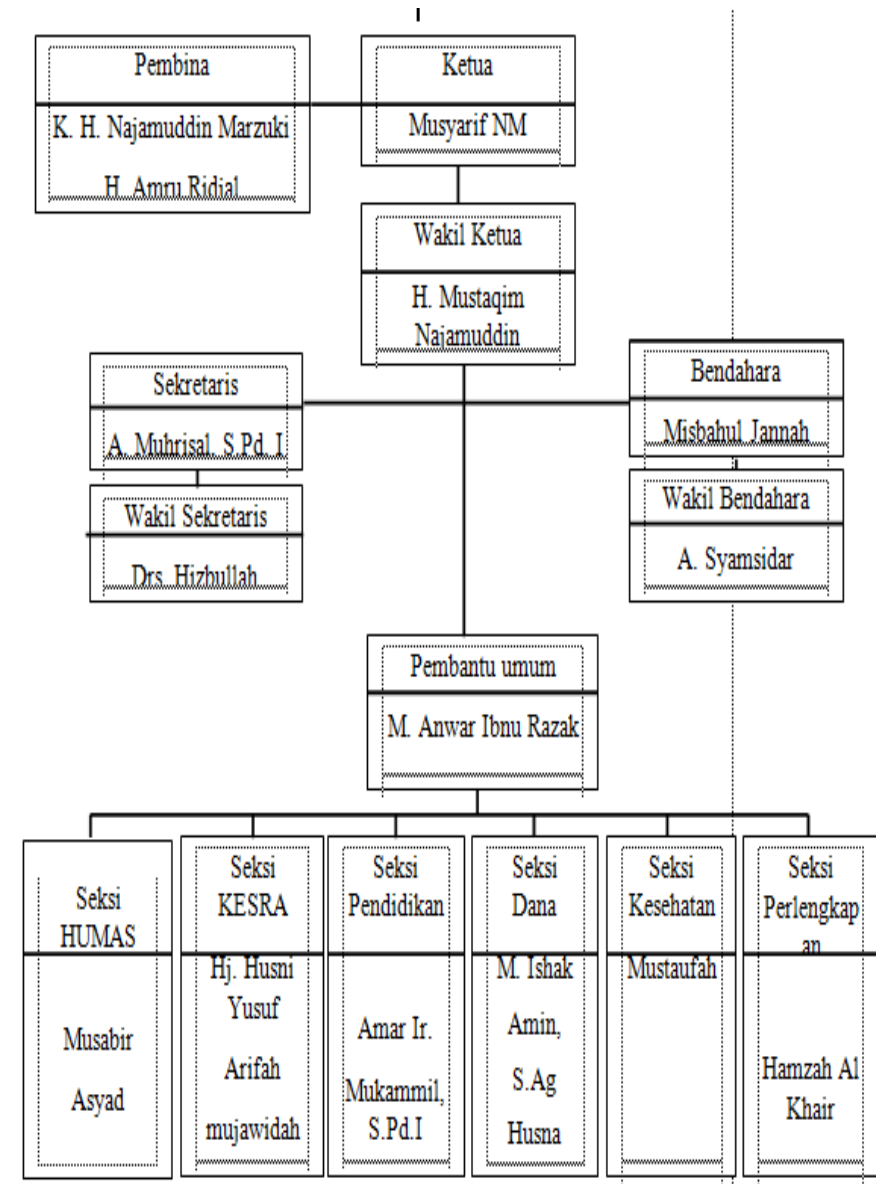 Pembina
K. H. Najamuddin Marzuki
H. Amru Ridial
Ketua
Musyarif NM
Wakil Ketua
H. Mustaqim
Najamuddin
Sekretaris
A. Muhrisal. S.Pd. I
Wakil Sekretaris
Drs. Hizbullah
Bendahara
Misbahul Jannah
Wakil Bendahara
A. Syamsidar
Pembantu umum
M. Anwar Ibnu Razak
Seksi
HUMAS
Musabir
Asyad
Seksi
KESRA
Hj. Husni
Yusuf
Arifah
mujawidah
Seksi
Pendidikan
Amar Ir.
Mukammil,
S.Pd.I
Seksi
Dana
M. Ishak
Amin,
S.Ag
Husna
Seksi
Kesehatan
Mustaufah
Seksi
Perlengkap
an
Hamzah Al
Khair